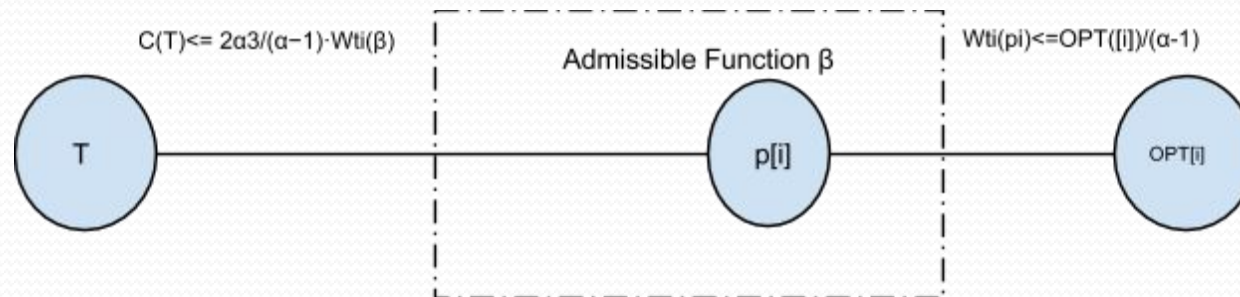 C(T)<= 2α3/(α−1)·Wti(β)
Admissible Function β
Wti(pi)<=OPT([i])/(α-1)
T
p[i]
OPT[i]